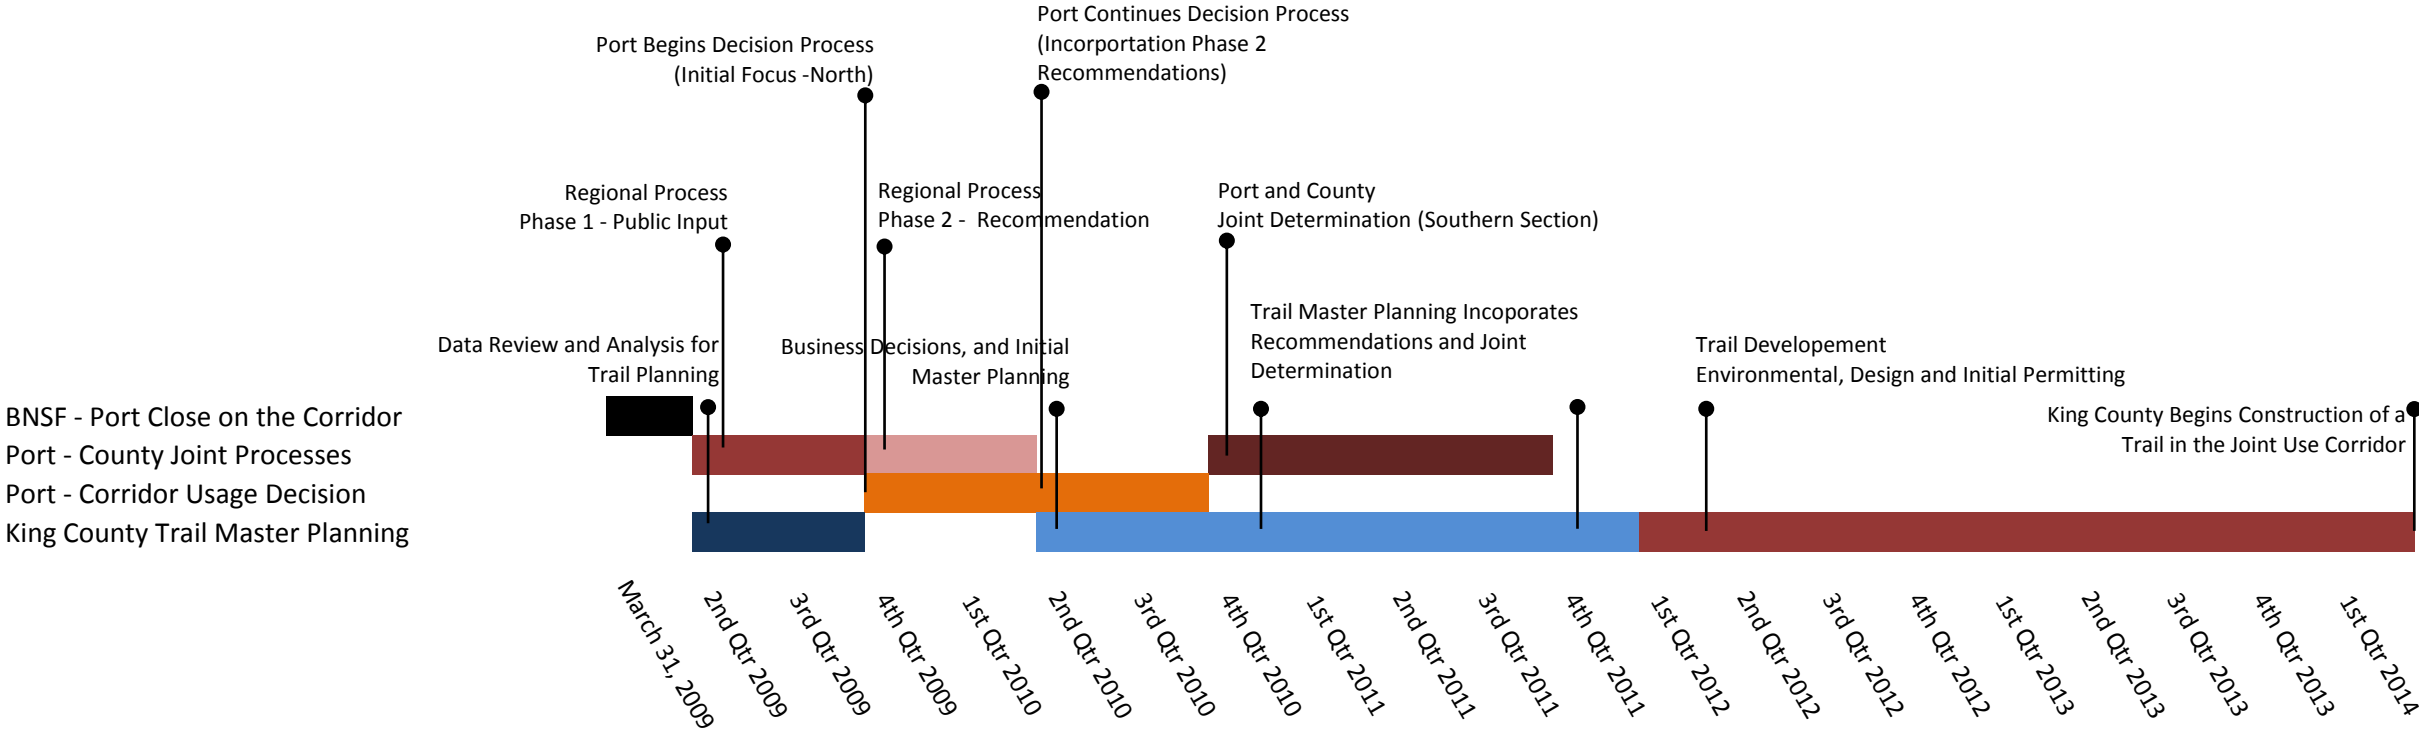 Port Continues Decision Process
(Incorportation Phase 2
Recommendations)
Port Begins Decision Process
(Initial Focus -North)
Regional Process
Phase 1 - Public Input
Regional Process
Phase 2 -  Recommendation
Port and County
Joint Determination (Southern Section)
Data Review and Analysis for
Trail Planning
Business Decisions, and Initial
Master Planning
Trail Master Planning Incoporates
Recommendations and Joint
Determination
Trail Developement
Environmental, Design and Initial Permitting
King County Begins Construction of a
Trail in the Joint Use Corridor
BNSF - Port Close on the Corridor
Port - County Joint Processes
Port - Corridor Usage Decision
King County Trail Master Planning
March 31, 2009
2nd Qtr 2009
3rd Qtr 2009
4th Qtr 2009
1st Qtr 2010
2nd Qtr 2010
3rd Qtr 2010
4th Qtr 2010
1st Qtr 2011
2nd Qtr 2011
3rd Qtr 2011
4th Qtr 2011
1st Qtr 2012
2nd Qtr 2012
3rd Qtr 2012
4th Qtr 2012
1st Qtr 2013
2nd Qtr 2013
3rd Qtr 2013
4th Qtr 2013
1st Qtr 2014